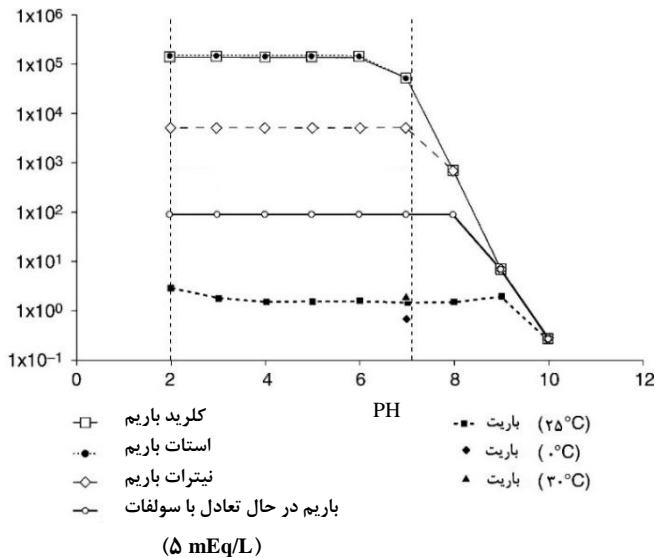 1x10⁶
1x10⁵
1x10⁴
1x10³
1x10²
1x10¹
1x10⁰
1x10⁻¹
0 2 4 6 8 10 12
PH
کلرید باریم
استات باریم
نیترات باریم
باریم در حال تعادل با سولفات
(۵ mEq/L)
باریت (۲۵°C)
باریت (۰°C)
باریت (۳۰°C)